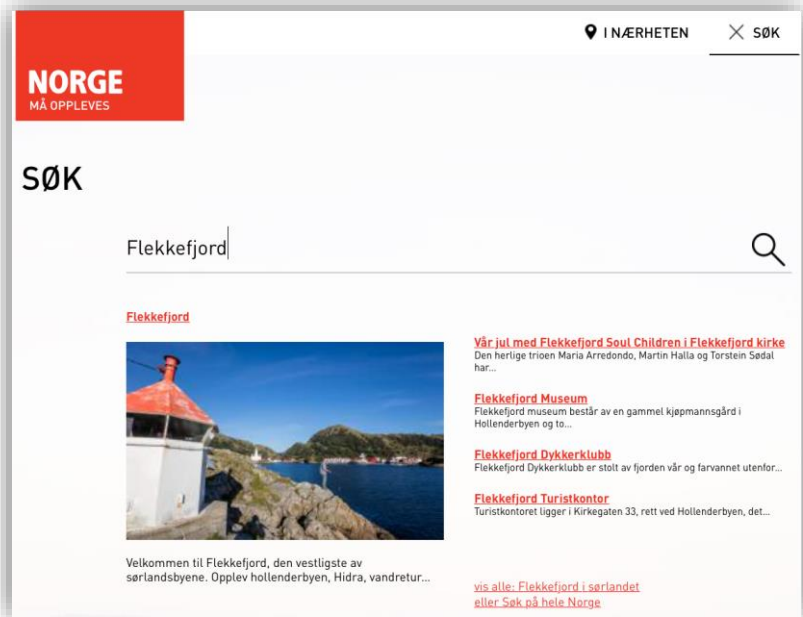 I NÆRHETEN
SØK
NORGE
MÅ OPPLEVES
SØK
Flekkefjord
Flekkefjord
Velkommen til Flekkefjord, den vestligste av
sørlandsbyene. Opplev hollenderbyen, Hidra, vandretur...
Vår jul med Flekkefjord Soul Children i Flekkefjord kirke
Den herlige trioen Maria Arredondo, Martin Halla og Torstein Sødal
har...
Flekkefjord Museum
Flekkefjord museum består av en gammel kjøpmannsgård i
Hollenderbyen og to...
Flekkefjord Dykkerklubb
Flekkefjord Dykkerklubb er stolt av fjorden vår og farvannet utenfor...
Flekkefjord Turistkontor
Turistkontoret ligger i Kirkegaten 33, rett ved Hollenderbyen, det...
vis alle: Flekkefjord i sørlandet
eller Søk på hele Norge